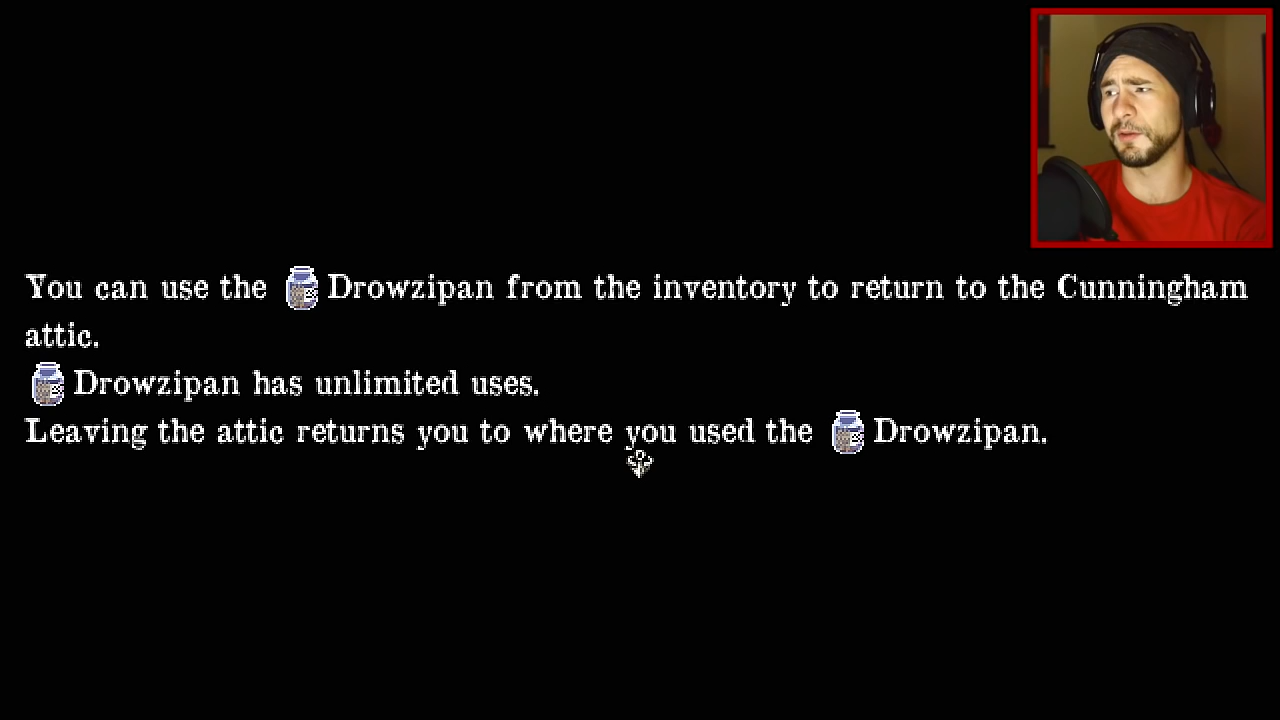 You can use the Drowzipan from the inventory to return to the Cunningham
attic.
Drowzipan has unlimited uses.
Leaving the attic returns you to where you used the Drowzipan.